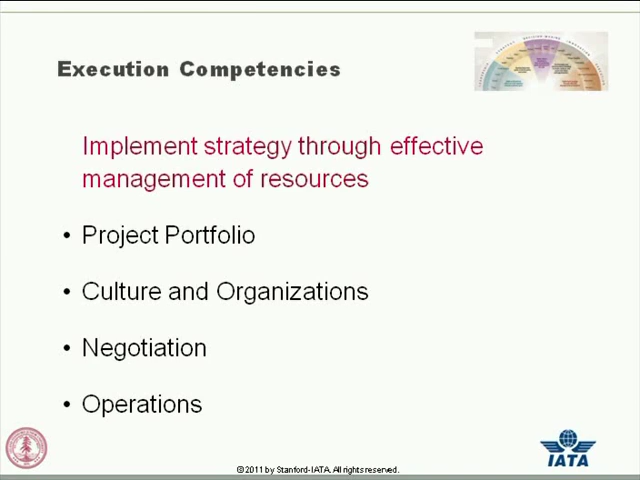 Execution Competencies
Implement strategy through effective
management of resources
• Project Portfolio
• Culture and Organizations
• Negotiation
• Operations
IATA
© 2011 by Stanford-IATA. All rights reserved.